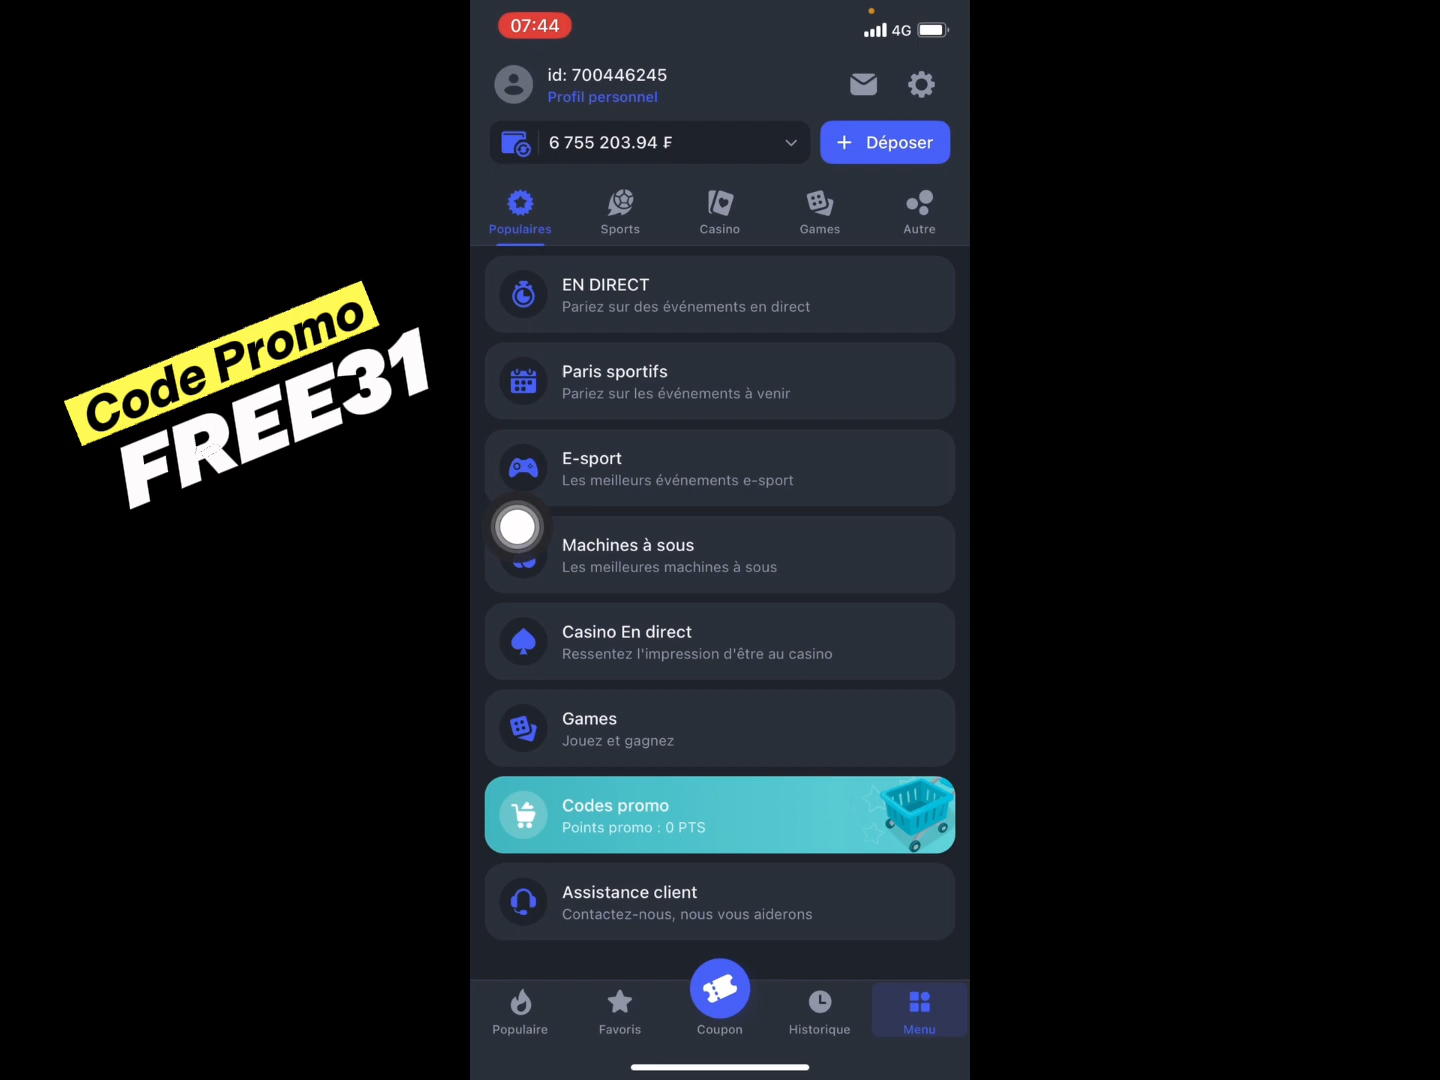 07:44
4G
id: 700446245
Profil personnel
6 755 203.94 ₣
+ Déposer
Populaires
Sports
Casino
Games
Autre
EN DIRECT
Pariez sur des événements en direct
Paris sportifs
Pariez sur les événements à venir
E-sport
Les meilleurs événements e-sport
Machines à sous
Les meilleures machines à sous
Casino En direct
Ressentez l'impression d'être au casino
Games
Jouez et gagnez
Codes promo
Points promo : 0 PTS
Assistance client
Contactez-nous, nous vous aiderons
Populaire
Favoris
Coupon
Historique
Menu
Code Promo
FREE31